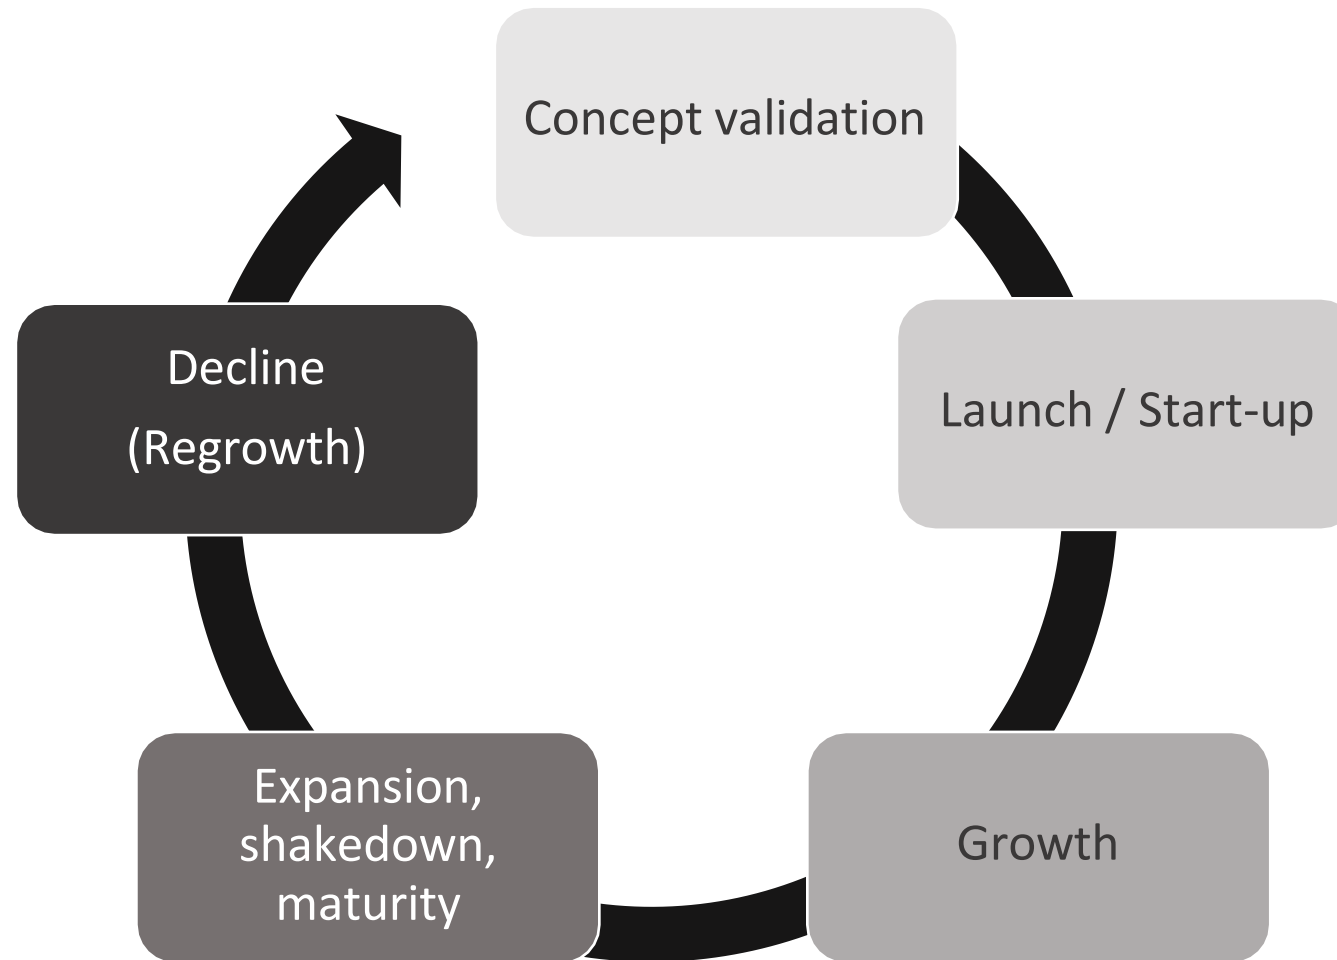 Concept validation
Launch / Start-up
Growth
Expansion,
shakedown,
maturity
Decline
(Regrowth)